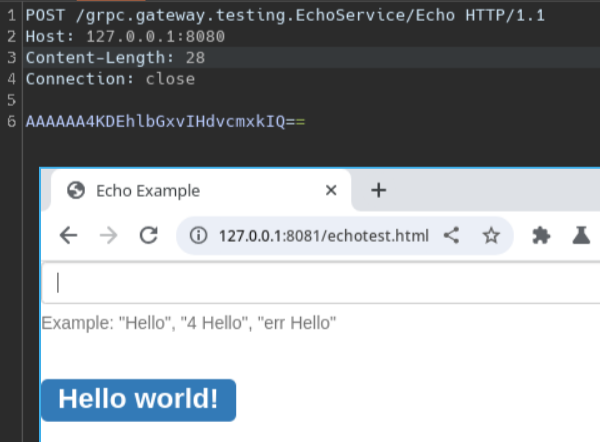 1 POST /grpc.gateway.testing.EchoService/Echo HTTP/1.1
2 Host: 127.0.0.1:8080
3 Content-Length: 28
4 Connection: close
5
6 AAAAAA4KDEhlbGxvIHdvcmxkIQ==
Echo Example
127.0.0.1:8081/echotest.html
Example: "Hello", "4 Hello", "err Hello"
Hello world!